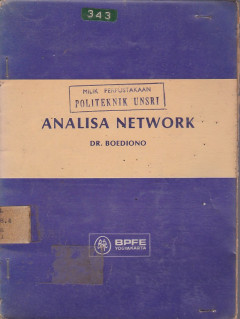 343
MILIK PERPUSTAKAAN
POLITEKNIK UNSRI
ANALISA NETWORK
DR. BOEDIONO
BPFE
YOGYAKARTA